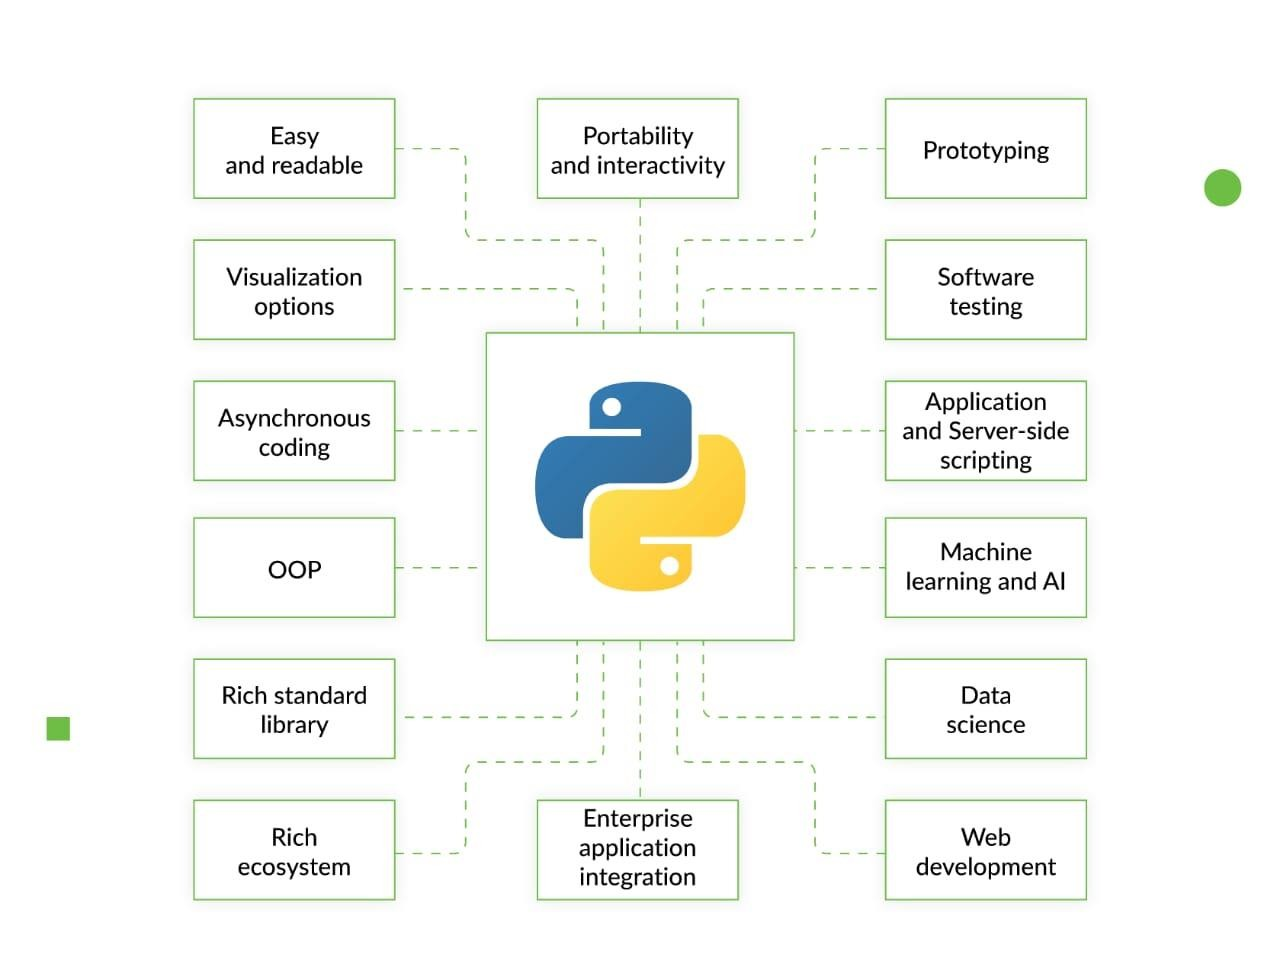 Easy
and readable
Portability
and interactivity
Prototyping
Visualization
options
Software
testing
Asynchronous
coding
Application
and Server-side
scripting
OOP
Machine
learning and AI
Rich standard
library
Data
science
Rich
ecosystem
Enterprise
application
integration
Web
development